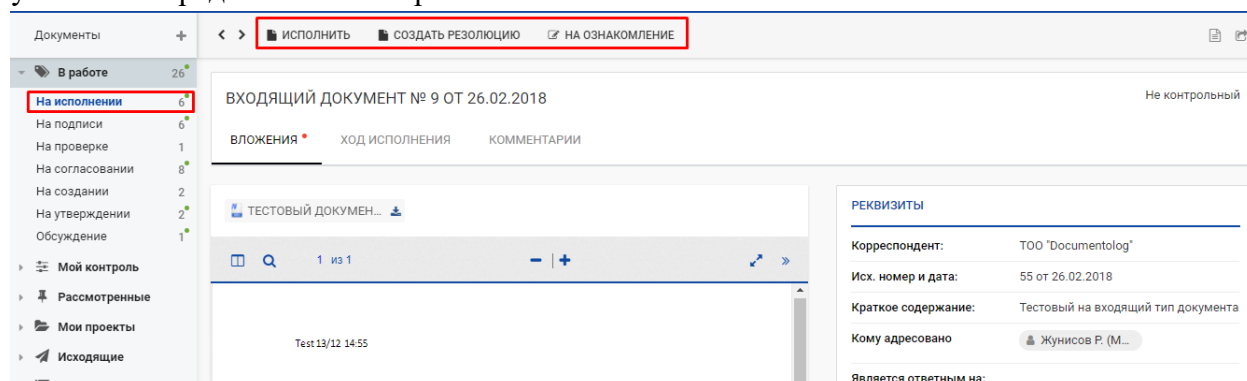 Документы +
ИСПОЛНИТЬ СОЗДАТЬ РЕЗОЛЮЦИЮ НА ОЗНАКОМЛЕНИЕ
В работе 26
На исполнении 6
На подписи 6
На проверке 1
На согласовании 8
На создании 2
На утверждении 2
Обсуждение 1
Мой контроль
Рассмотренные
Мои проекты
Исходящие
ВХОДЯЩИЙ ДОКУМЕНТ № 9 ОТ 26.02.2018
Не контрольный
ВЛОЖЕНИЯ ХОД ИСПОЛНЕНИЯ КОММЕНТАРИИ
ТЕСТОВЫЙ ДОКУМЕН...
1 из 1
Test 13/12 14:55
РЕКВИЗИТЫ
Корреспондент: ТОО "Documentolog"
Исх. номер и дата: 55 от 26.02.2018
Краткое содержание: Тестовый на входящий тип документа
Кому адресовано Жунисов Р. (М...
Является ответным на: